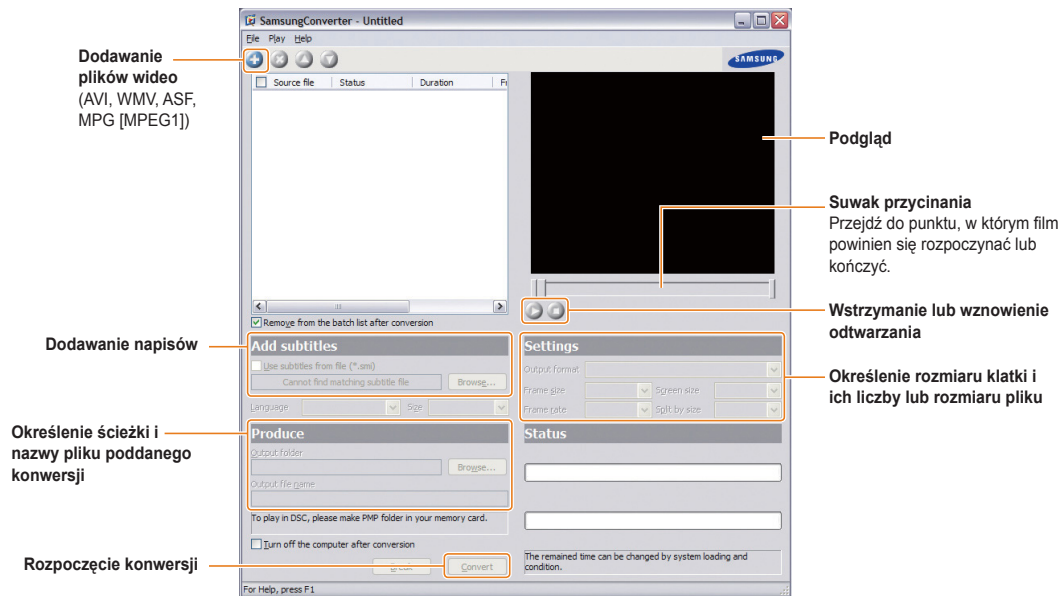 SamsungConverter - Untitled
File Play Help
SAMSUNG
Dodawanie
plików wideo
(AVI, WMV, ASF,
MPG [MPEG1])
Source file Status Duration
Podgląd
Suwak przycinania
Przejdź do punktu, w którym film
powinien się rozpoczynać lub
kończyć.
Wstrzymanie lub wznowienie
odtwarzania
Remove from the batch list after conversion
Dodawanie napisów
Add subtitles
Use subtitles from file (*.smi)
Cannot find matching subtitle file Browse...
Language Size
Settings
Output format
Frame size Screen size
Frame rate Split by size
Określenie rozmiaru klatki i
ich liczby lub rozmiaru pliku
Określenie ścieżki i
nazwy pliku poddanego
konwersji
Produce
Output folder
Browse...
Output file name
To play in DSC, please make PMP folder in your memory card.
Turn off the computer after conversion
Rozpoczęcie konwersji
Break Convert
Status
The remained time can be changed by system loading and
condition.
For Help, press F1